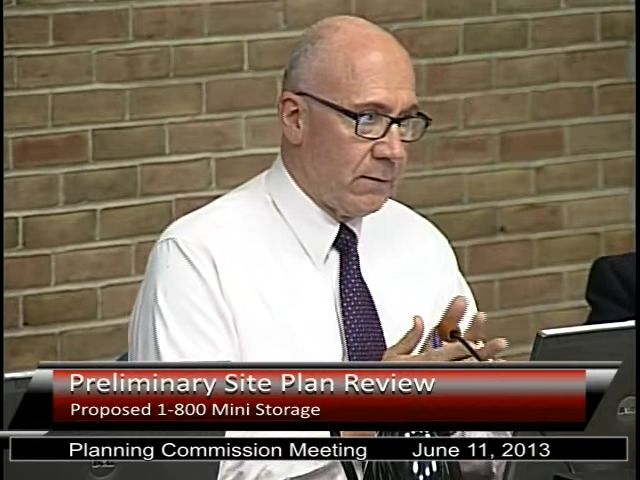 Preliminary Site Plan Review
Proposed 1-800 Mini Storage
Planning Commission Meeting June 11, 2013